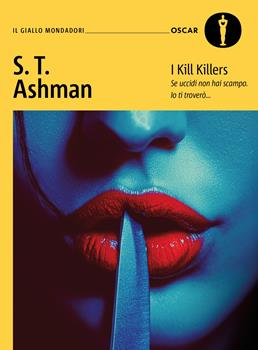 IL GIALLO MONDADORI
OSCAR
S. T.
Ashman
I Kill Killers
Se uccidi non hai scampo.
Io ti troverò...